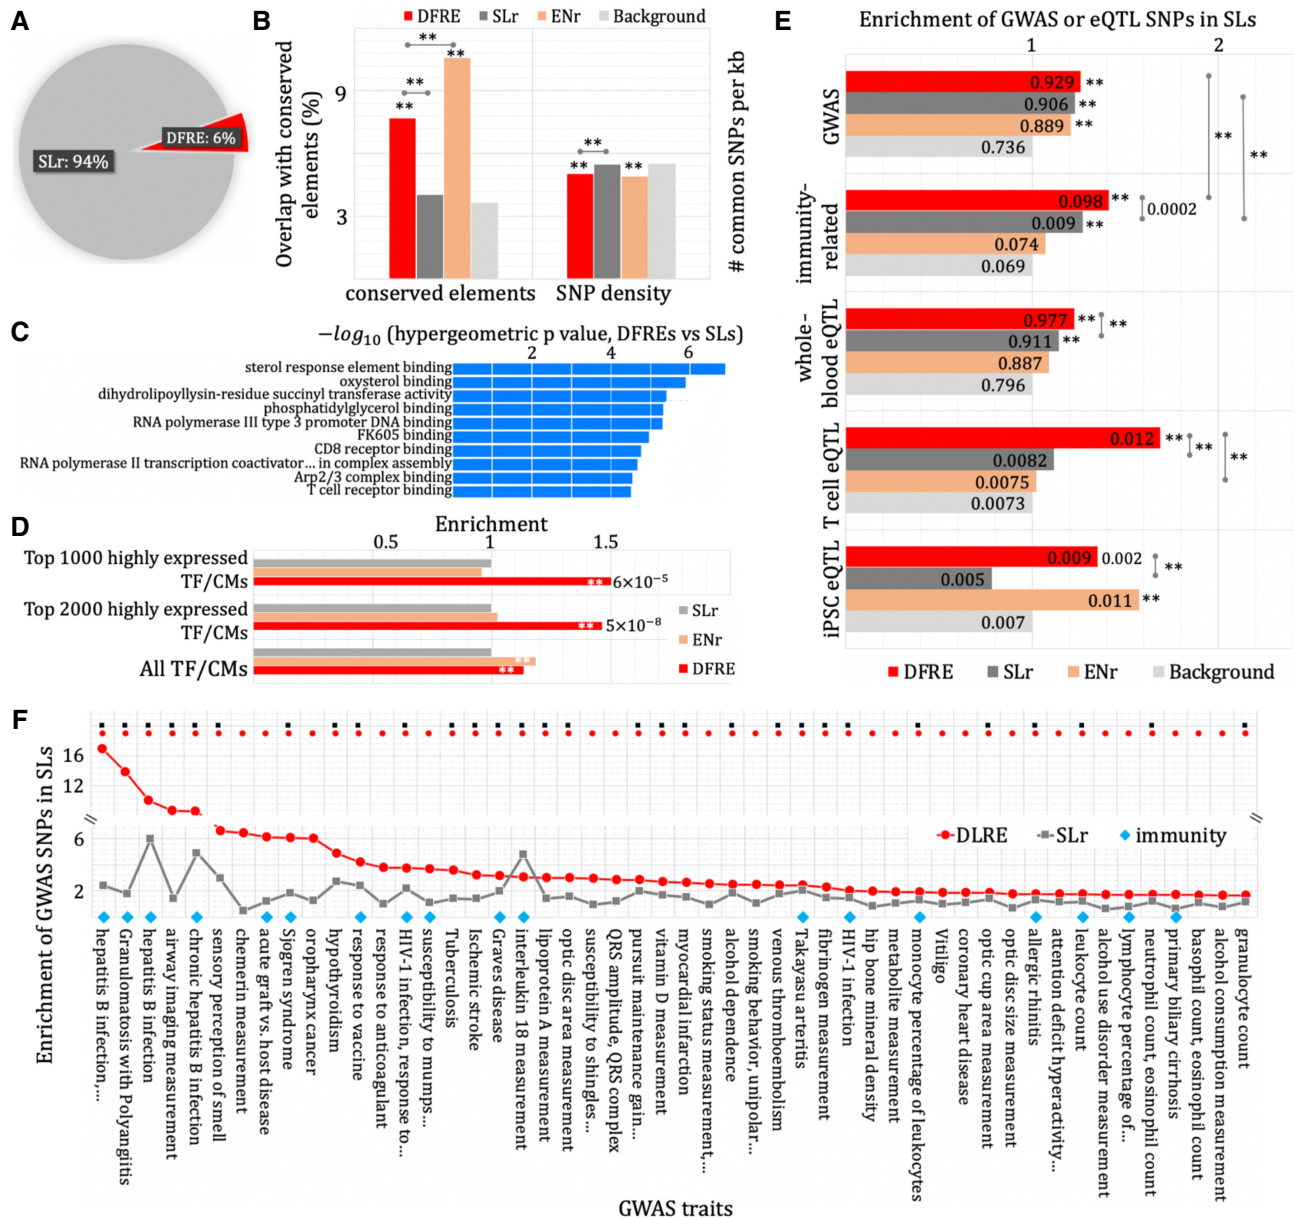 A
SLr: 94%
DFRE: 6%
B
DFRE
SLr
ENr
Background
Overlap with conserved
elements (%)
9
3
**
**
**
**
**
**
**
conserved elements
SNP density
# common SNPs per kb
C
−log10 (hypergeometric p value, DFREs vs SLs)
2
4
6
sterol response element binding
oxysterol binding
dihydrolipoyllysin-residue succinyl transferase activity
phosphatidylglycerol binding
RNA polymerase III type 3 promoter DNA binding
FK605 binding
CD8 receptor binding
RNA polymerase II transcription coactivator... in complex assembly
Arp2/3 complex binding
T cell receptor binding
D
Enrichment
0.5
1
1.5
Top 1000 highly expressed
TF/CMs
** 6×10−5
Top 2000 highly expressed
TF/CMs
** 5×10−8
All TF/CMs
**
**
SLr
ENr
DFRE
E
Enrichment of GWAS or eQTL SNPs in SLs
1
2
GWAS
0.929 **
0.906 **
0.889 **
0.736
**
**
immunity-
related
0.098 **
0.009 **
0.0002
0.074
0.069
whole-
blood eQTL
0.977 **
**
0.911 **
0.887
0.796
T cell eQTL
0.012 **
**
**
0.0082
0.0075
0.0073
iPSC eQTL
0.009 0.002
**
0.005
0.011 **
0.007
DFRE
SLr
ENr
Background
F
Enrichment of GWAS SNPs in SLs
16
12
6
2
DLRE
SLr
immunity
hepatitis B infection,...
Granulomatosis with Polyangiitis
hepatitis B infection
airway imaging measurement
chronic hepatitis B infection
sensory perception of smell
chemerin measurement
acute graft vs. host disease
Sjogren syndrome
oropharynx cancer
hypothyroidism
response to vaccine
response to anticoagulant
HIV-1 infection, response to...
susceptibility to mumps...
Tuberculosis
Ischemic stroke
Graves disease
interleukin 18 measurement
lipoprotein A measurement
optic disc area measurement
susceptibility to shingles...
QRS amplitude, QRS complex
pursuit maintenance gain...
vitamin D measurement
myocardial infarction
smoking status measurement,...
alcohol dependence
smoking behavior, unipolar...
venous thromboembolism
Takayasu arteritis
fibrinogen measurement
HIV-1 infection
hip bone mineral density
metabolite measurement
monocyte percentage of leukocytes
Vitiligo
coronary heart disease
optic cup area measurement
optic disc size measurement
allergic rhinitis
attention deficit hyperactivity...
leukocyte count
alcohol use disorder measurement
lymphocyte percentage of...
neutrophil count, eosinophil count
primary biliary cirrhosis
basophil count, eosinophil count
alcohol consumption measurement
granulocyte count
GWAS traits